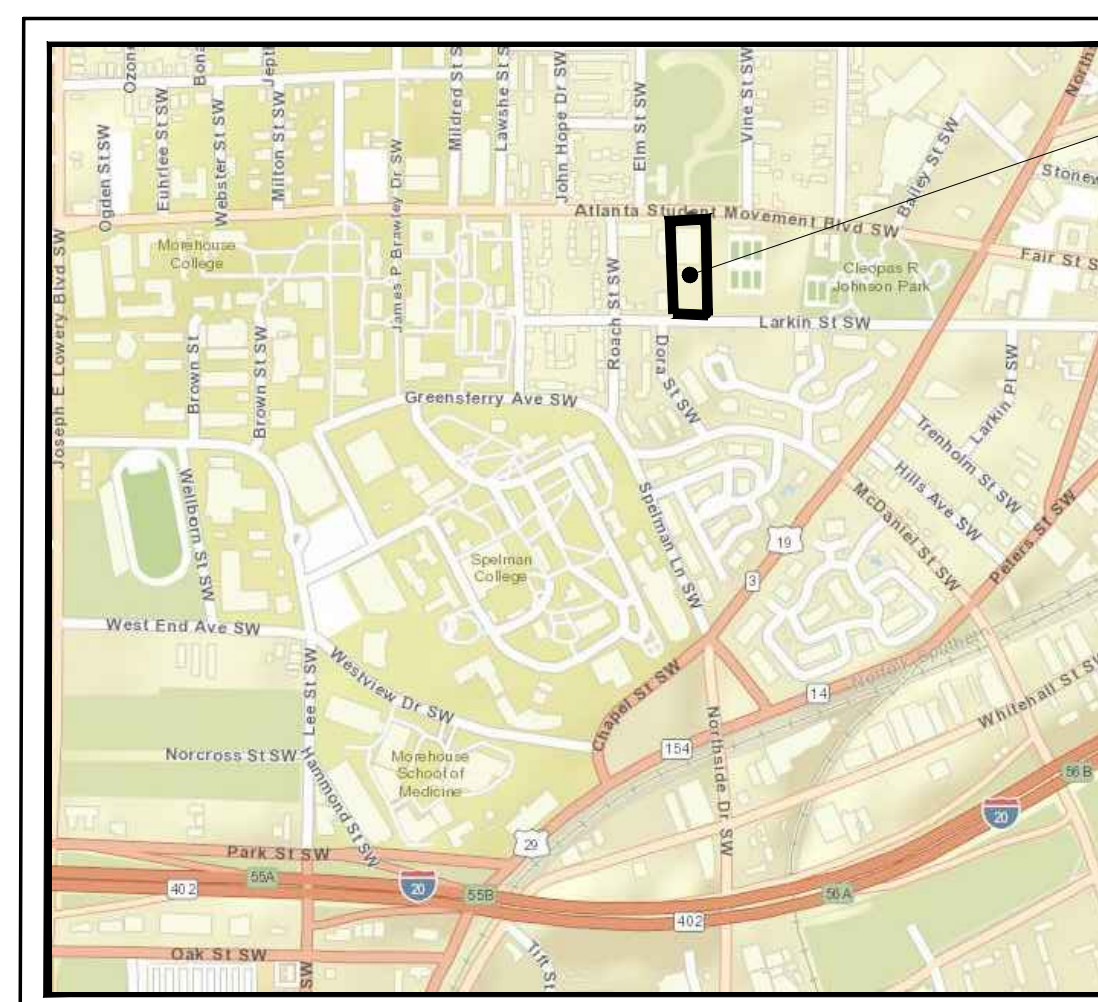 Ozon
Bona
Jept
Ogden St SW
Euhrlee St SW
Webster St SW
Milton St SW
Mildred St S
Lawshe St S
John Hope Dr SW
Elm St SW
Vine St SW
Bailey St SW
North
Stonew
Atlanta Student Movement Blvd SW
Fair St S
Morehouse
College
James P Brawley Dr SW
Roach St SW
Cleopas R
Johnson Park
Larkin St SW
Joseph E Lowery Blvd SW
Brown St
Brown St SW
Dora St SW
Larkin Pl SW
Greensferry Ave SW
Trenholm St SW
Hills Ave SW
McDaniel St SW
Peters St SW
Wellborn St SW
Spelman Ln SW
Spelman
College
19
3
West End Ave SW
Westview Dr SW
Lee St SW
Chapel St SW
14
Norfolk Southern
Whitehall St SW
Northside Dr SW
154
Norcross St SW
Hammond St SW
Morehouse
School of
Medicine
56B
20
29
Park St SW
55A
402
20
55B
56A
402
Oak St SW
SW
Tift St